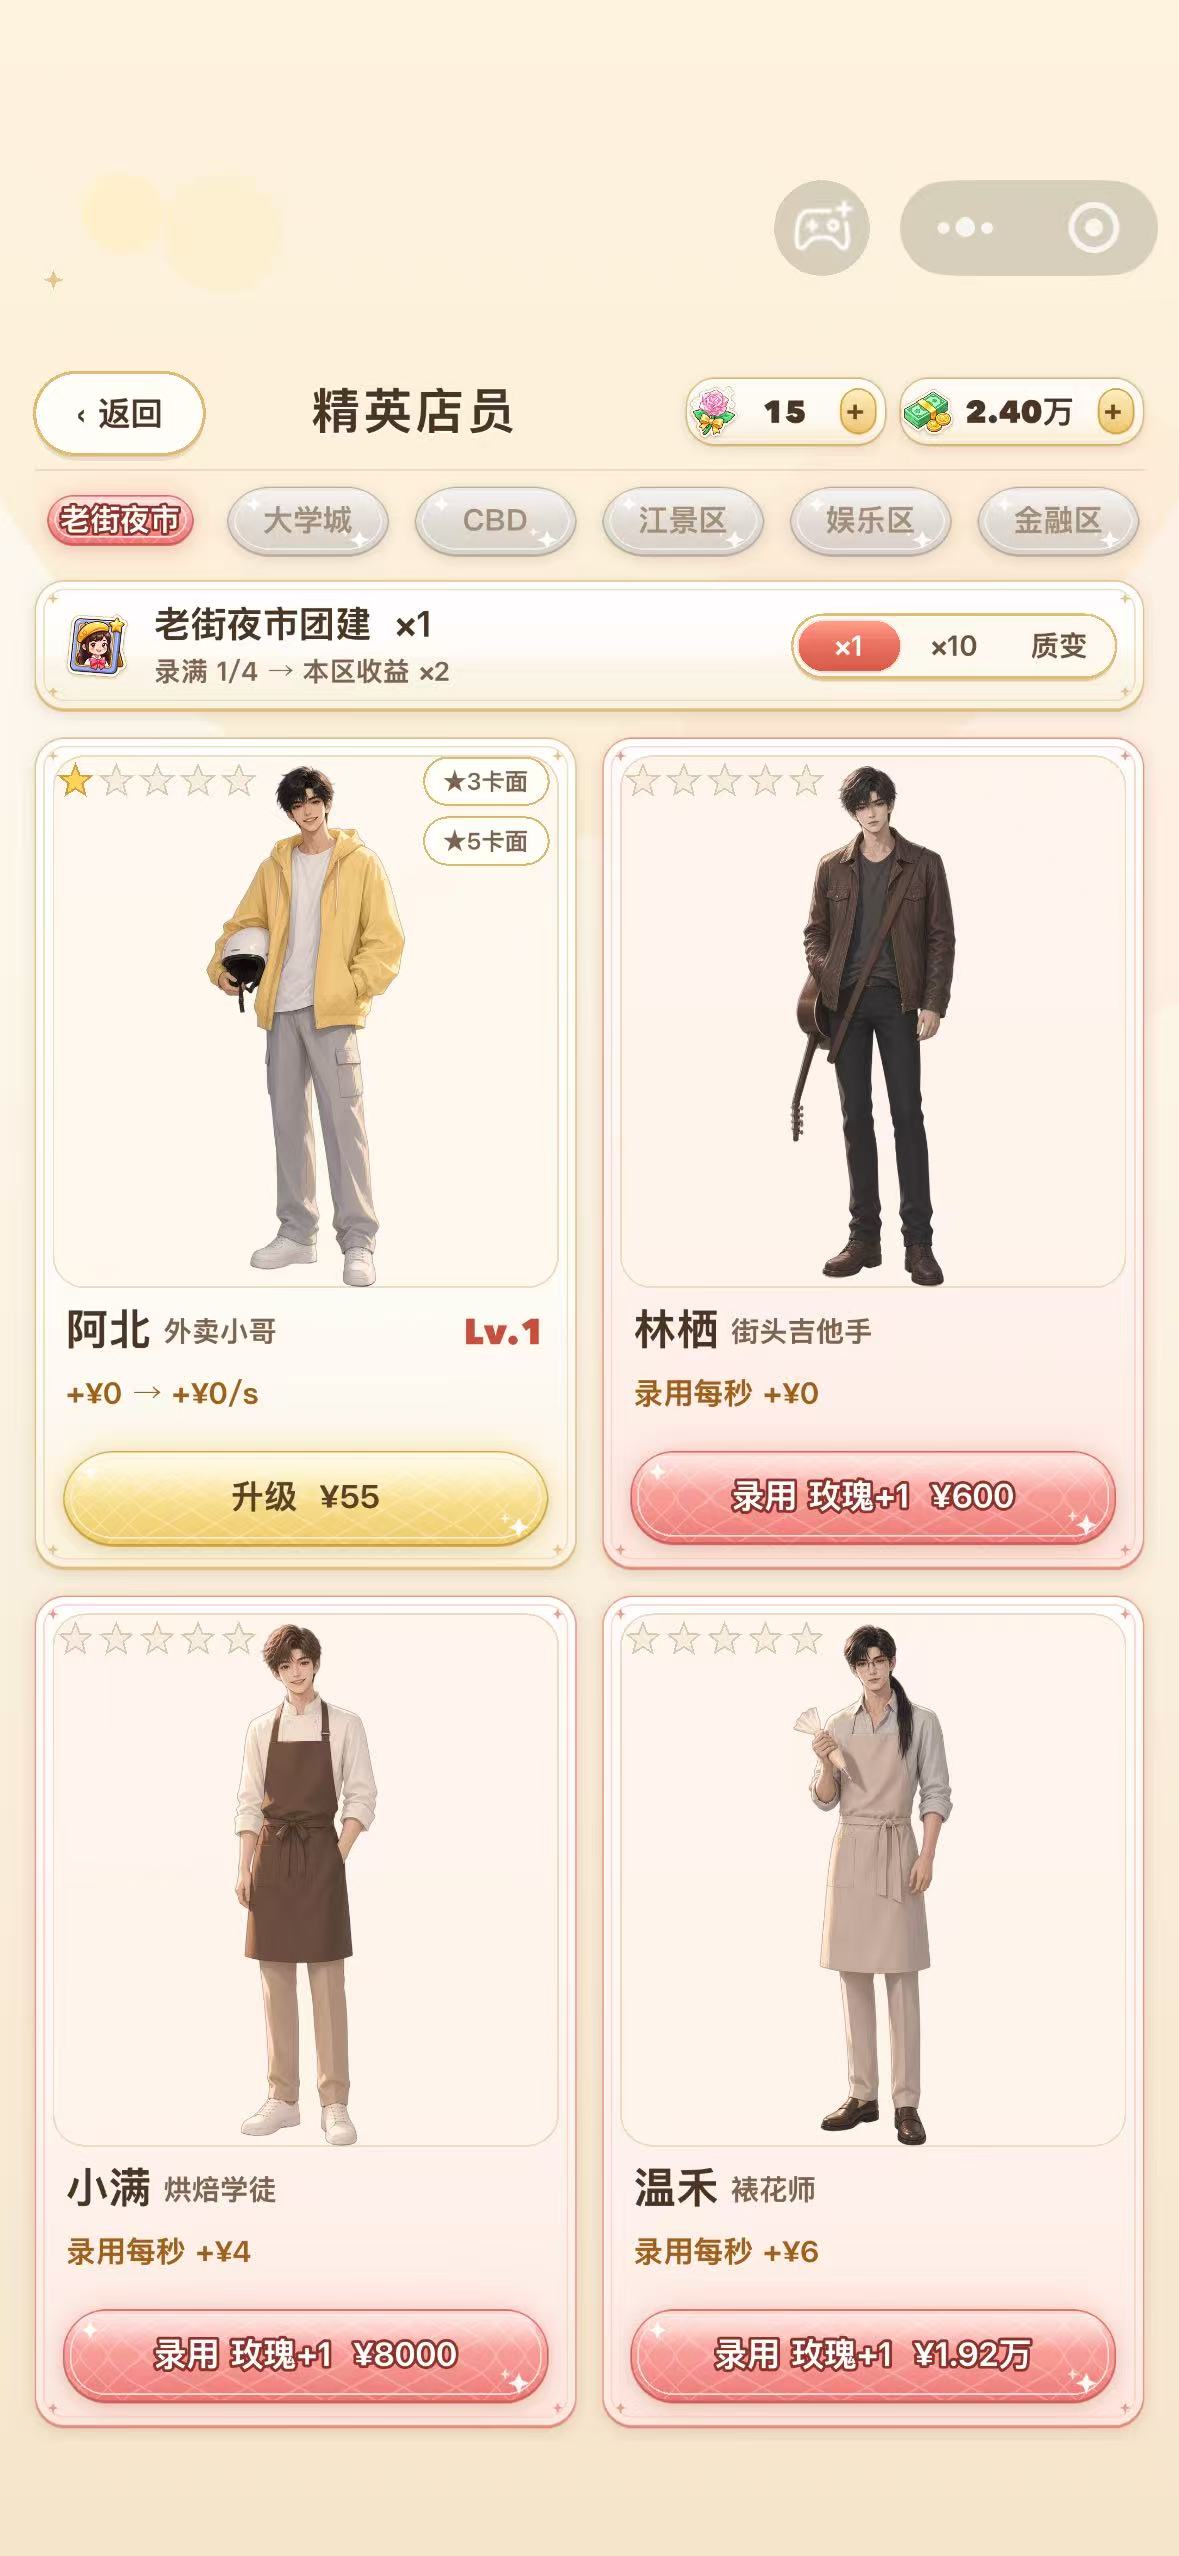 ‹ 返回
精英店员
15 +
2.40万 +
老街夜市 大学城 CBD 江景区 娱乐区 金融区
老街夜市团建 ×1
录满 1/4 → 本区收益 ×2
×1 ×10 质变
★3卡面
★5卡面
阿北 外卖小哥 Lv.1
+¥0 → +¥0/s
升级 ¥55
林栖 街头吉他手
录用每秒 +¥0
录用 玫瑰+1 ¥600
小满 烘焙学徒
录用每秒 +¥4
录用 玫瑰+1 ¥8000
温禾 裱花师
录用每秒 +¥6
录用 玫瑰+1 ¥1.92万